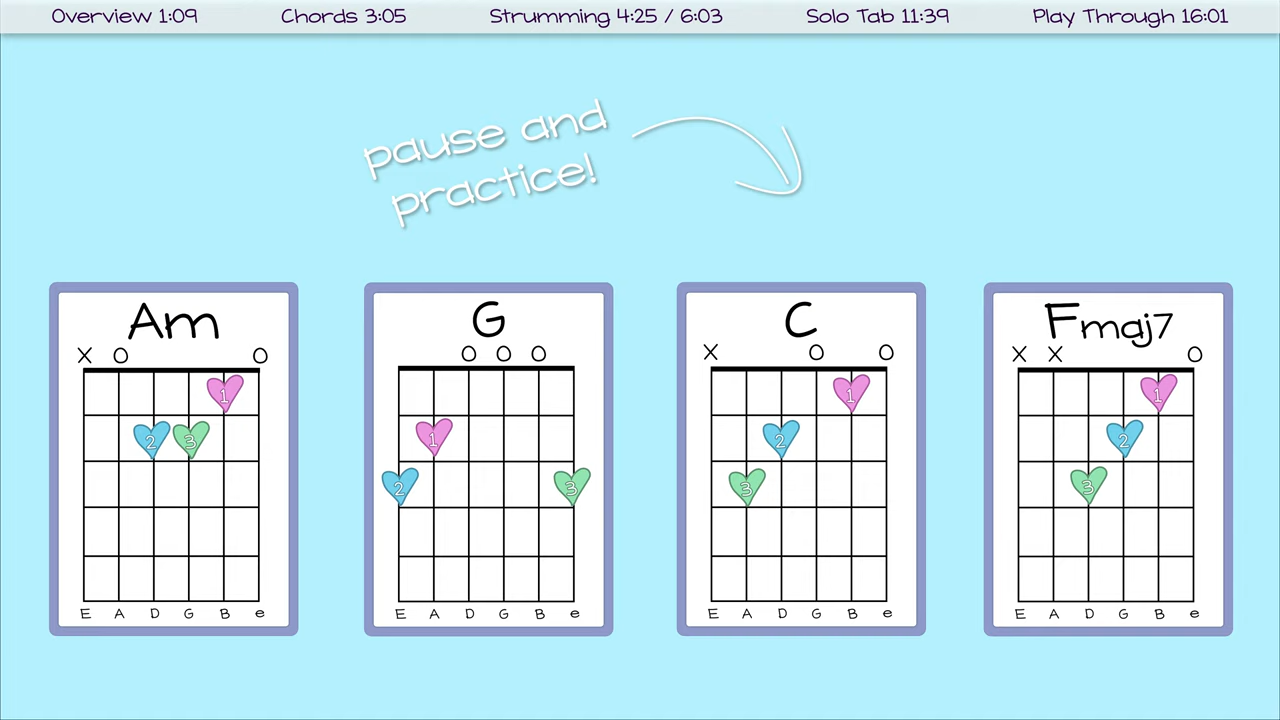 Overview 1:09 Chords 3:05 Strumming 4:25 / 6:03 Solo Tab 11:39 Play Through 16:01
pause and
practice!
Am
X O O
1
2 3
E A D G B e
G
O O O
1
2 3
E A D G B e
C
X O O
1
2
3
E A D G B e
Fmaj7
X X O
1
2
3
E A D G B e